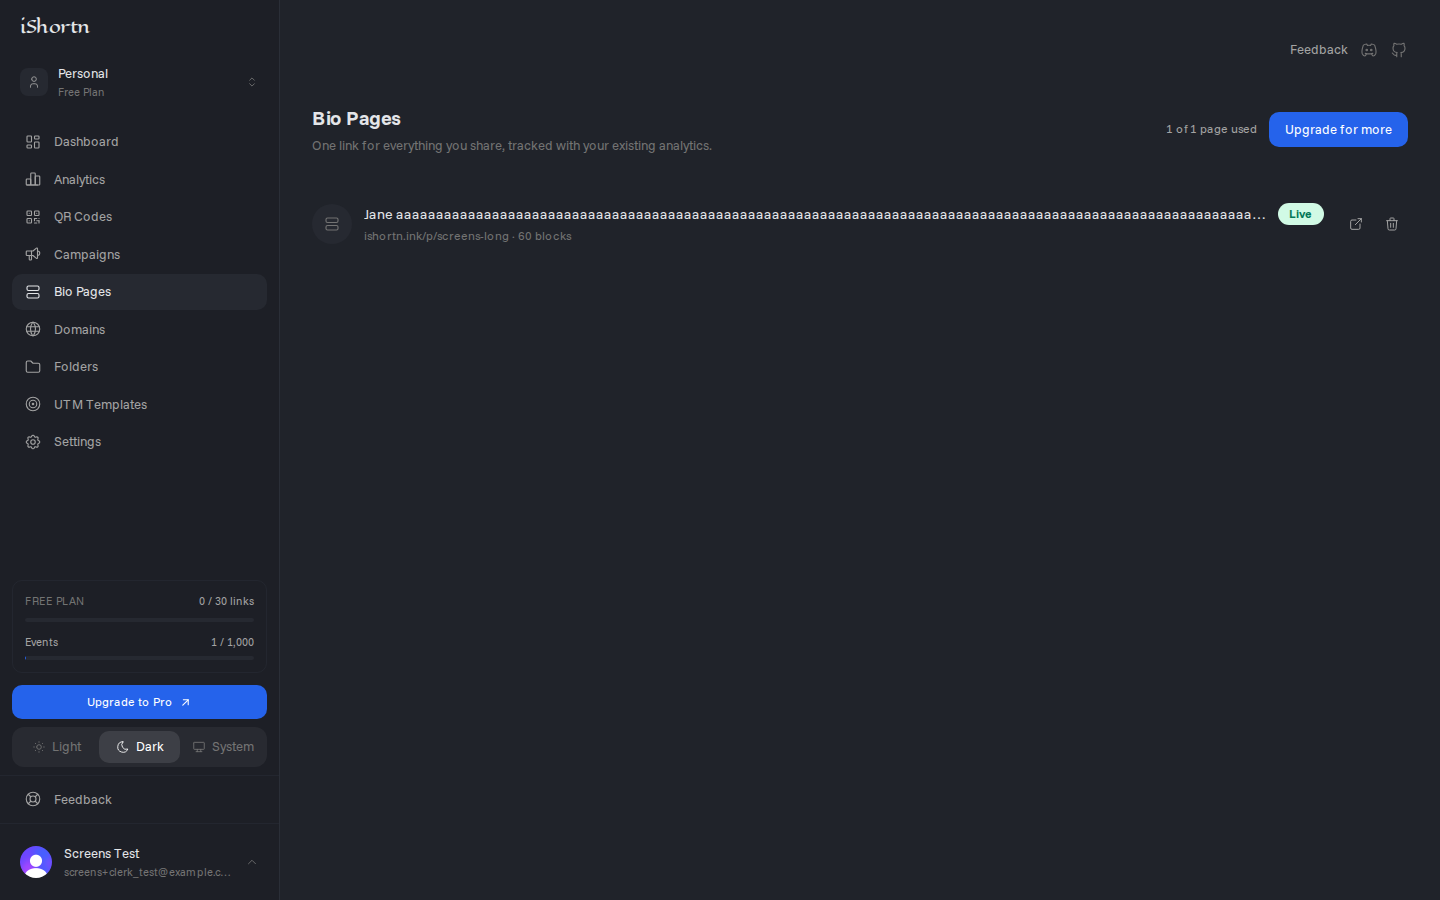 iShortn
Personal
Free Plan
Dashboard
Analytics
QR Codes
Campaigns
Bio Pages
Domains
Folders
UTM Templates
Settings
FREE PLAN 0 / 30 links
Events 1 / 1,000
Upgrade to Pro
Light Dark System
Feedback
Screens Test
screens+clerk_test@example.c...
Feedback
Bio Pages
One link for everything you share, tracked with your existing analytics.
1 of 1 page used
Upgrade for more
Jane aaaaaaaaaaaaaaaaaaaaaaaaaaaaaaaaaaaaaaaaaaaaaaaaaaaaaaaaaaaaaaaaaaaaaaaaaaaaaaaaaaaaaaaaaaaaaaaaaaaaaaaaaaa... Live
ishortn.ink/p/screens-long · 60 blocks